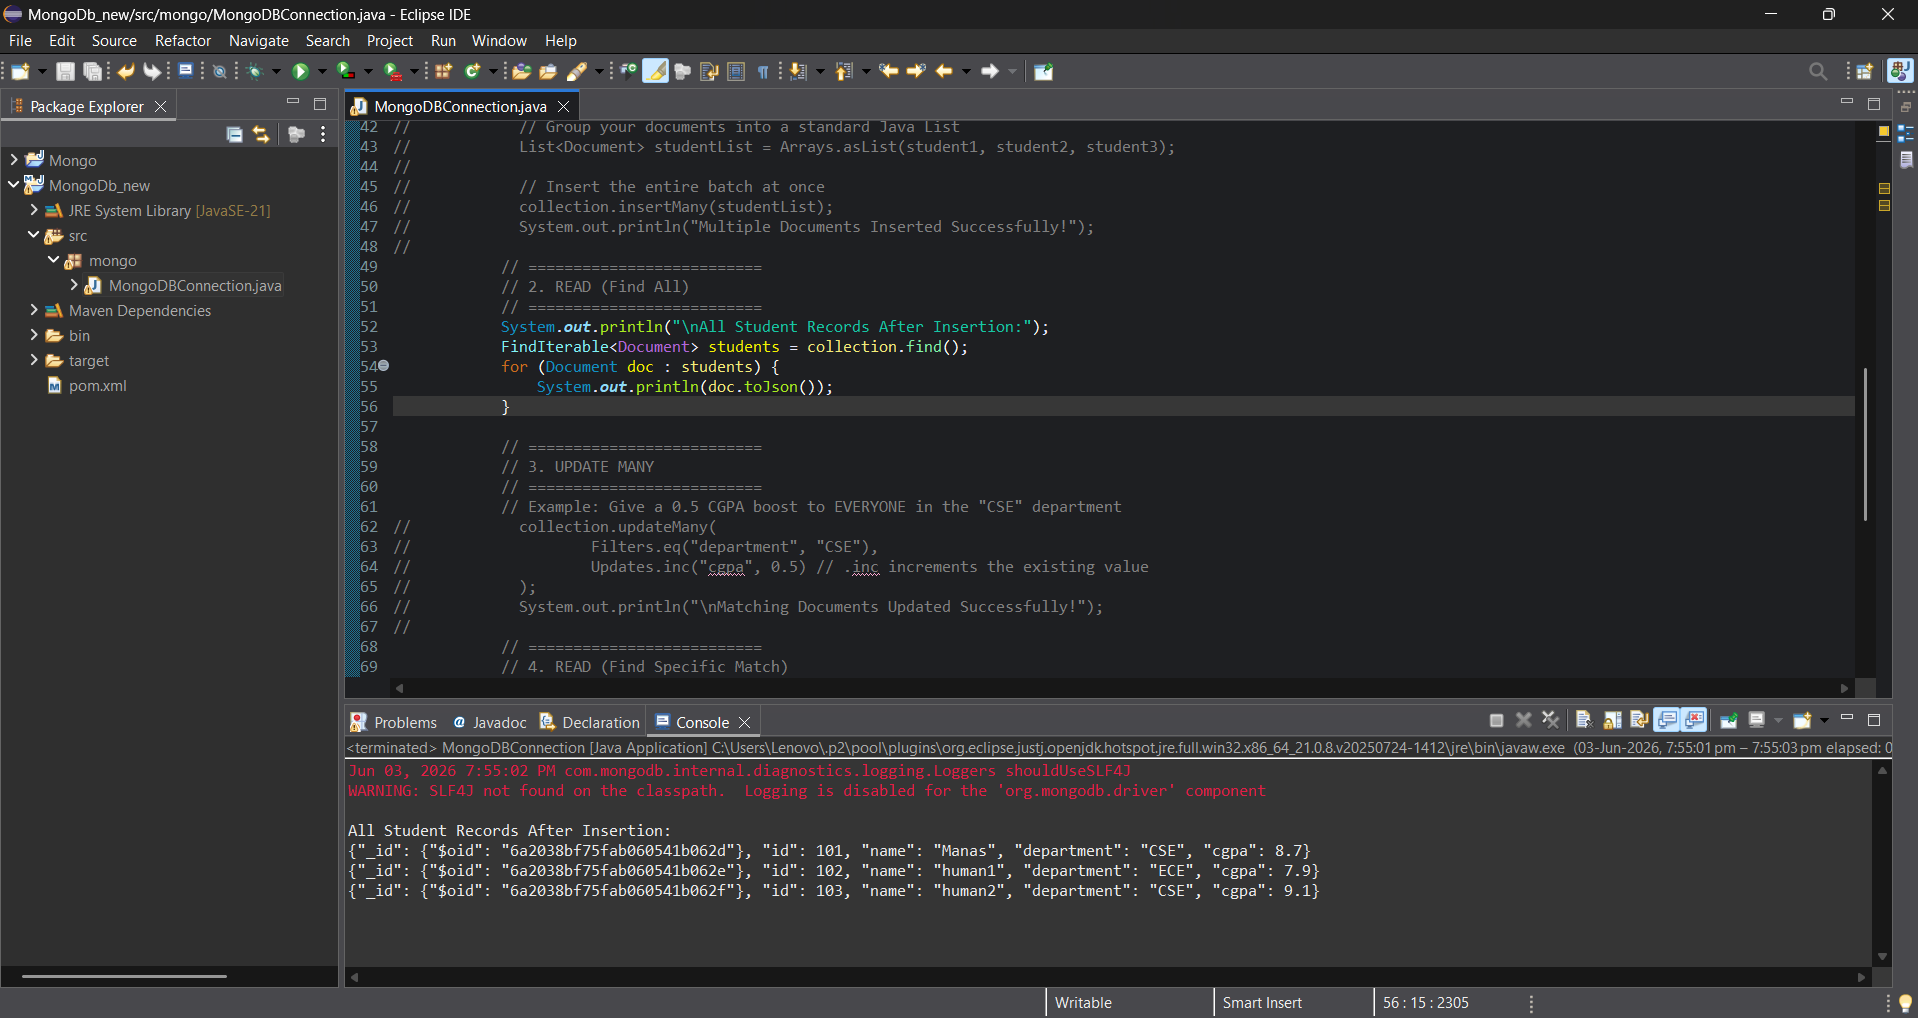 MongoDb_new/src/mongo/MongoDBConnection.java - Eclipse IDE
File Edit Source Refactor Navigate Search Project Run Window Help
Package Explorer
Mongo
MongoDb_new
JRE System Library [JavaSE-21]
src
mongo
MongoDBConnection.java
Maven Dependencies
bin
target
pom.xml
MongoDBConnection.java
42 // // Group your documents into a standard Java List
43 // List<Document> studentList = Arrays.asList(student1, student2, student3);
44 //
45 // // Insert the entire batch at once
46 // collection.insertMany(studentList);
47 // System.out.println("Multiple Documents Inserted Successfully!");
48 //
49 // ==========================
50 // 2. READ (Find All)
51 // ==========================
52 System.out.println("\nAll Student Records After Insertion:");
53 FindIterable<Document> students = collection.find();
54 for (Document doc : students) {
55 System.out.println(doc.toJson());
56 }
57
58 // ==========================
59 // 3. UPDATE MANY
60 // ==========================
61 // Example: Give a 0.5 CGPA boost to EVERYONE in the "CSE" department
62 // collection.updateMany(
63 // Filters.eq("department", "CSE"),
64 // Updates.inc("cgpa", 0.5) // .inc increments the existing value
65 // );
66 // System.out.println("\nMatching Documents Updated Successfully!");
67 //
68 // ==========================
69 // 4. READ (Find Specific Match)
Problems Javadoc Declaration Console
<terminated> MongoDBConnection [Java Application] C:\Users\Lenovo\.p2\pool\plugins\org.eclipse.justj.openjdk.hotspot.jre.full.win32.x86_64_21.0.8.v20250724-1412\jre\bin\javaw.exe (03-Jun-2026, 7:55:01 pm – 7:55:03 pm elapsed: 0
Jun 03, 2026 7:55:02 PM com.mongodb.internal.diagnostics.logging.Loggers shouldUseSLF4J
WARNING: SLF4J not found on the classpath.  Logging is disabled for the 'org.mongodb.driver' component
All Student Records After Insertion:
{"_id": {"$oid": "6a2038bf75fab060541b062d"}, "id": 101, "name": "Manas", "department": "CSE", "cgpa": 8.7}
{"_id": {"$oid": "6a2038bf75fab060541b062e"}, "id": 102, "name": "human1", "department": "ECE", "cgpa": 7.9}
{"_id": {"$oid": "6a2038bf75fab060541b062f"}, "id": 103, "name": "human2", "department": "CSE", "cgpa": 9.1}
Writable Smart Insert 56 : 15 : 2305